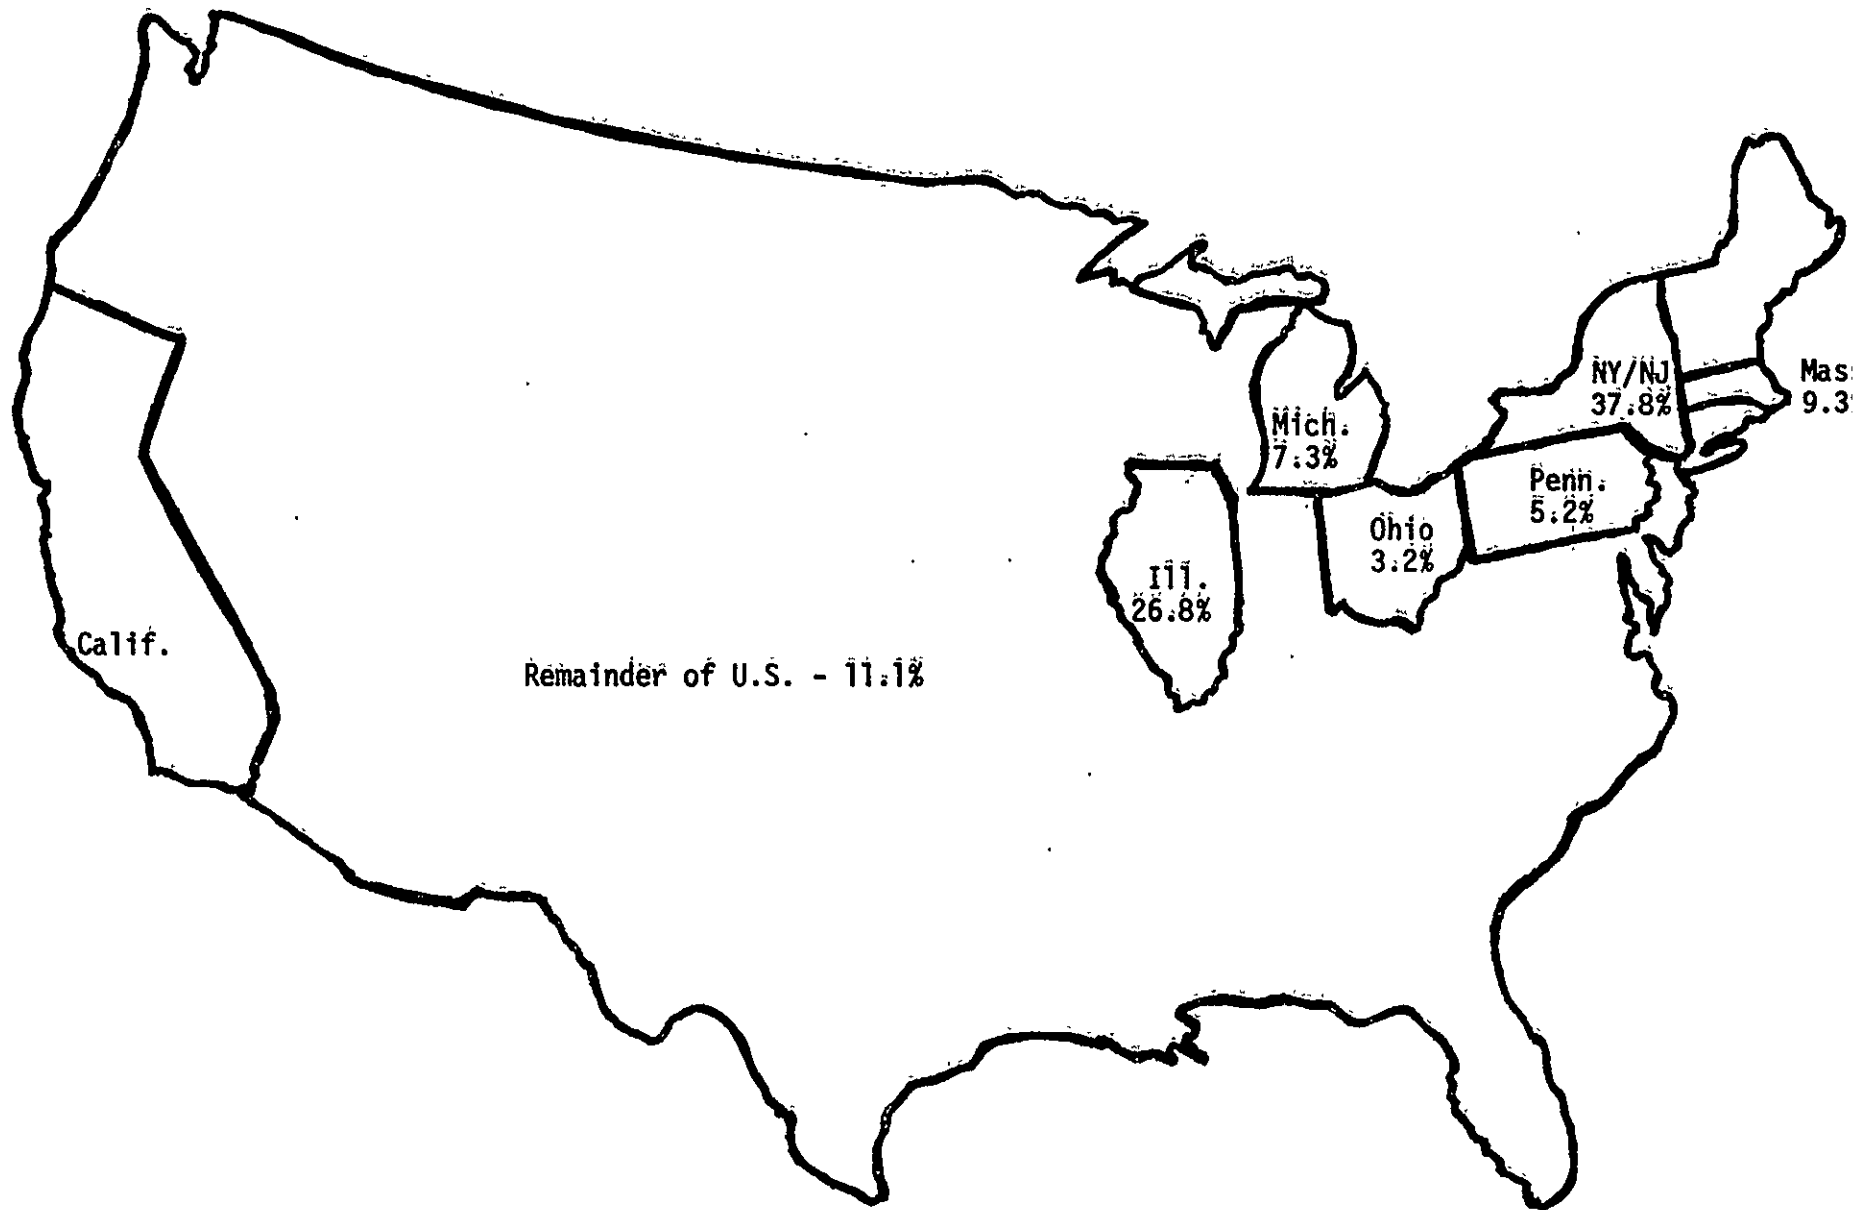 NY/NJ
37.8%
Mas
9.3
Mich.
7.3%
Penn.
5.2%
Ohio
3.2%
Ill.
26.8%
Calif.
Remainder of U.S. - 11.1%